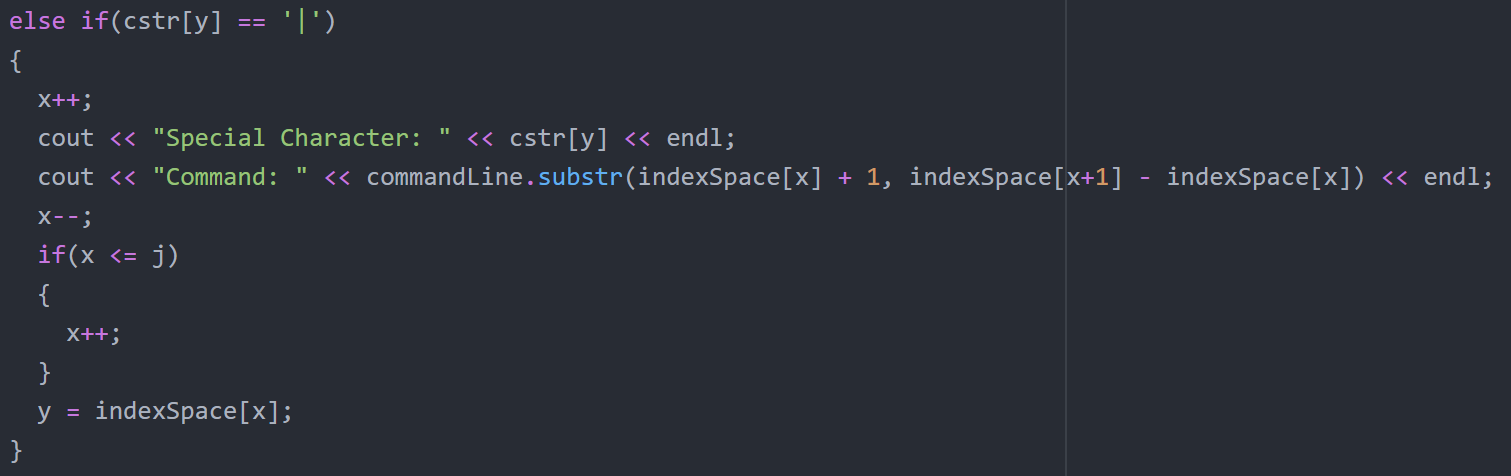 else if(cstr[y] == '|')
{
  x++;
  cout << "Special Character: " << cstr[y] << endl;
  cout << "Command: " << commandLine.substr(indexSpace[x] + 1, indexSpace[x+1] - indexSpace[x]) << endl;
  x--;
  if(x <= j)
  {
    x++;
  }
  y = indexSpace[x];
}